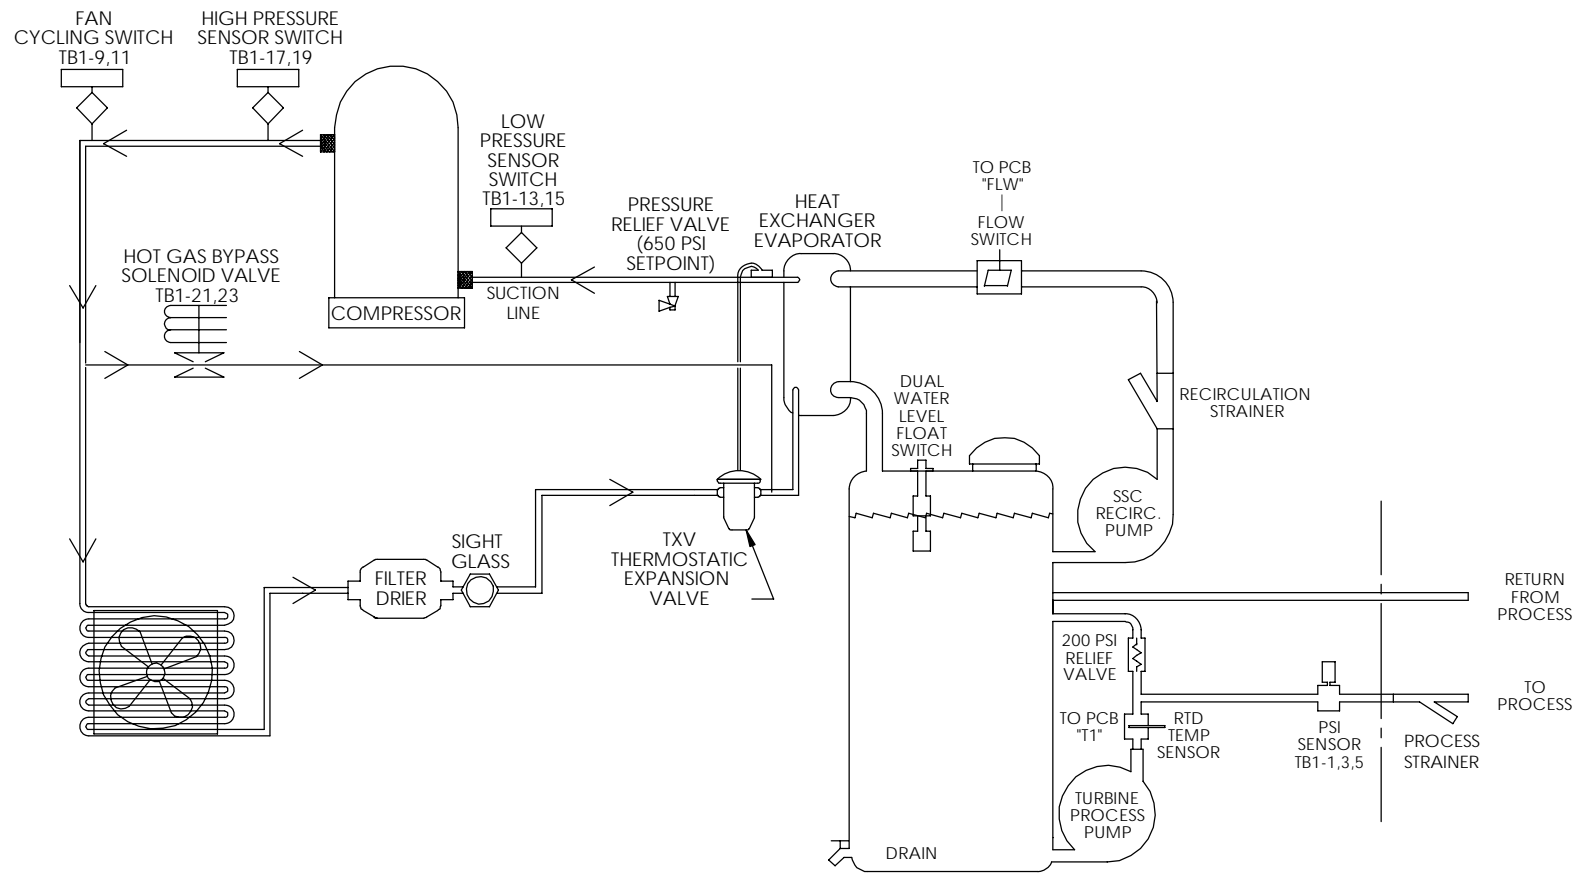 FAN
CYCLING SWITCH
TB1-9,11
HIGH PRESSURE
SENSOR SWITCH
TB1-17,19
LOW
PRESSURE
SENSOR
SWITCH
TB1-13,15
PRESSURE
RELIEF VALVE
(650 PSI
SETPOINT)
HEAT
EXCHANGER
EVAPORATOR
TO PCB
"FLW"
FLOW
SWITCH
HOT GAS BYPASS
SOLENOID VALVE
TB1-21,23
COMPRESSOR
SUCTION
LINE
DUAL
WATER
LEVEL
FLOAT
SWITCH
RECIRCULATION
STRAINER
SSC
RECIRC.
PUMP
SIGHT
GLASS
FILTER
DRIER
TXV
THERMOSTATIC
EXPANSION
VALVE
RETURN
FROM
PROCESS
200 PSI
RELIEF
VALVE
TO
PROCESS
TO PCB
"T1"
RTD
TEMP
SENSOR
PSI
SENSOR
TB1-1,3,5
PROCESS
STRAINER
TURBINE
PROCESS
PUMP
DRAIN